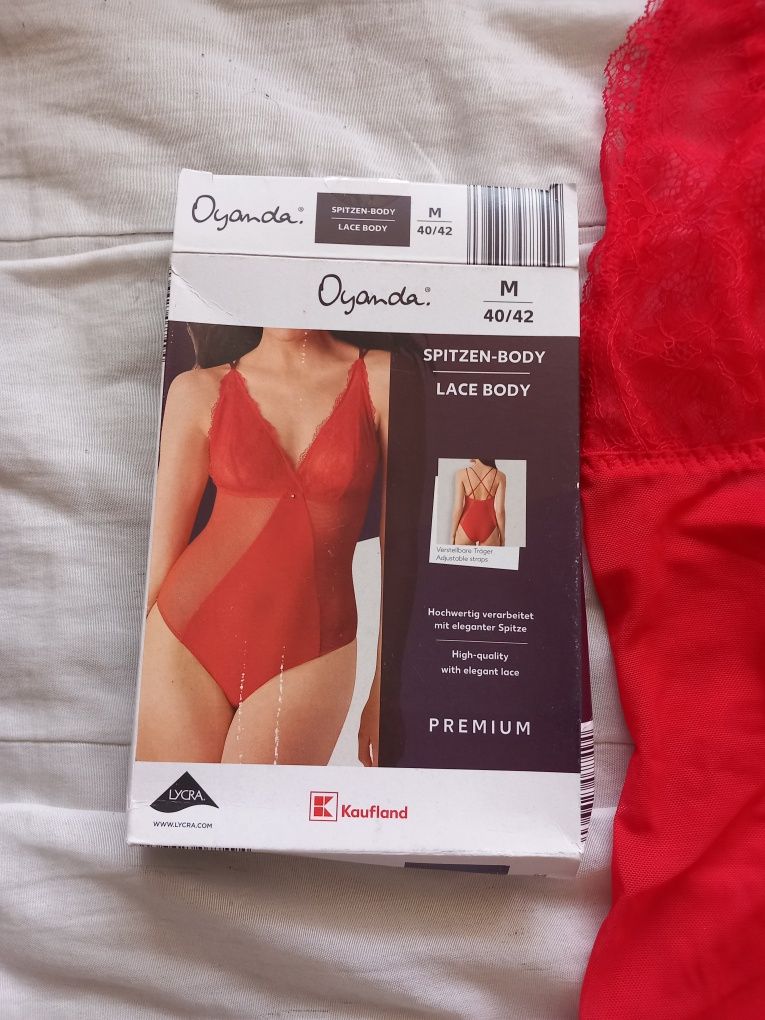 Oyanda.®
SPITZEN-BODY
LACE BODY
M
40/42
Oyanda.®
M
40/42
SPITZEN-BODY
LACE BODY
Verstellbare Träger
Adjustable straps
Hochwertig verarbeitet
mit eleganter Spitze
High-quality
with elegant lace
PREMIUM
LYCRA.
WWW.LYCRA.COM
K Kaufland